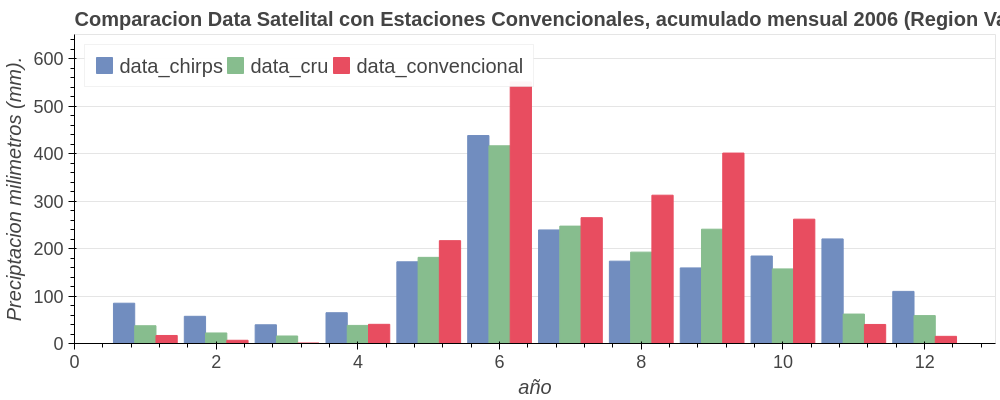 Comparacion Data Satelital con Estaciones Convencionales, acumulado mensual 2006 (Region Va
data_chirps data_cru data_convencional
Preciptacion milimetros (mm).
600
500
400
300
200
100
0
0 2 4 6 8 10 12
año